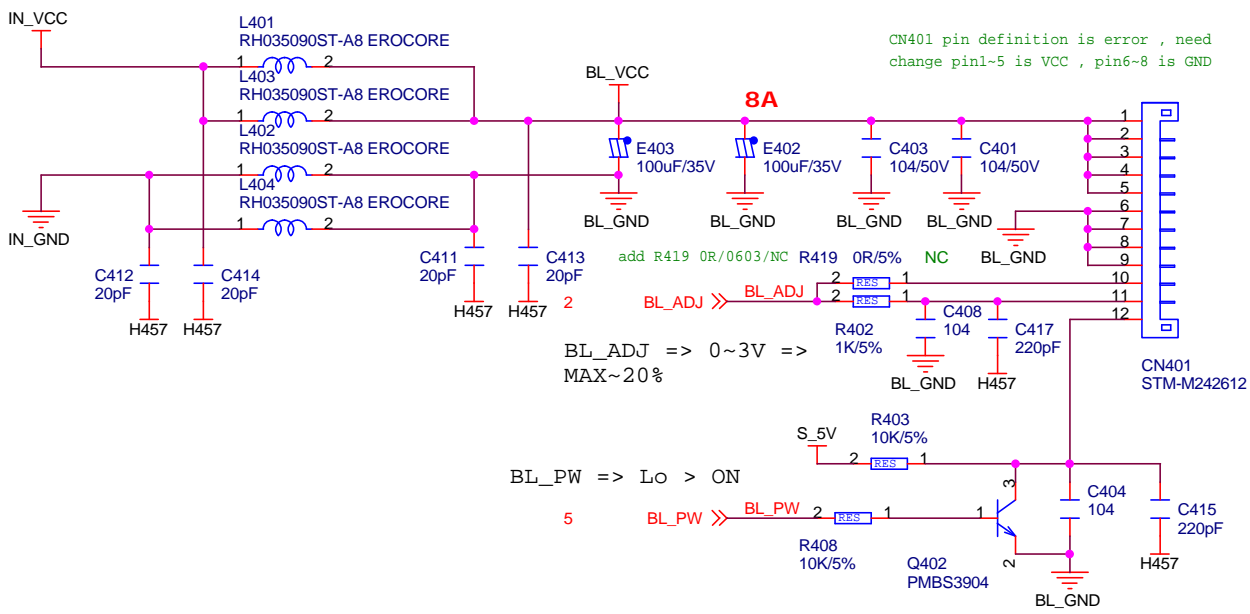 IN_VCC
L401
RH035090ST-A8 EROCORE
1 2
L403
RH035090ST-A8 EROCORE
1 2
L402
RH035090ST-A8 EROCORE
1 2
L404
RH035090ST-A8 EROCORE
1 2
IN_GND
C412
20pF
H457
C414
20pF
H457
C411
20pF
H457
C413
20pF
H457
BL_VCC
8A
CN401 pin definition is error , need
change pin1~5 is VCC , pin6~8 is GND
E403
100uF/35V
BL_GND
E402
100uF/35V
BL_GND
C403
104/50V
BL_GND
C401
104/50V
BL_GND
BL_GND
1
2
3
4
5
6
7
8
9
10
11
12
CN401
STM-M242612
add R419 0R/0603/NC
R419 0R/5% NC
2 RES 1
2 BL_ADJ BL_ADJ
2 RES 1
R402
1K/5%
C408
104
BL_GND
C417
220pF
H457
BL_ADJ => 0~3V =>
MAX~20%
S_5V
R403
10K/5%
2 RES 1
BL_PW => Lo > ON
5 BL_PW BL_PW
2 RES 1
R408
10K/5%
1
3
2
Q402
PMBS3904
C404
104
BL_GND
C415
220pF
H457